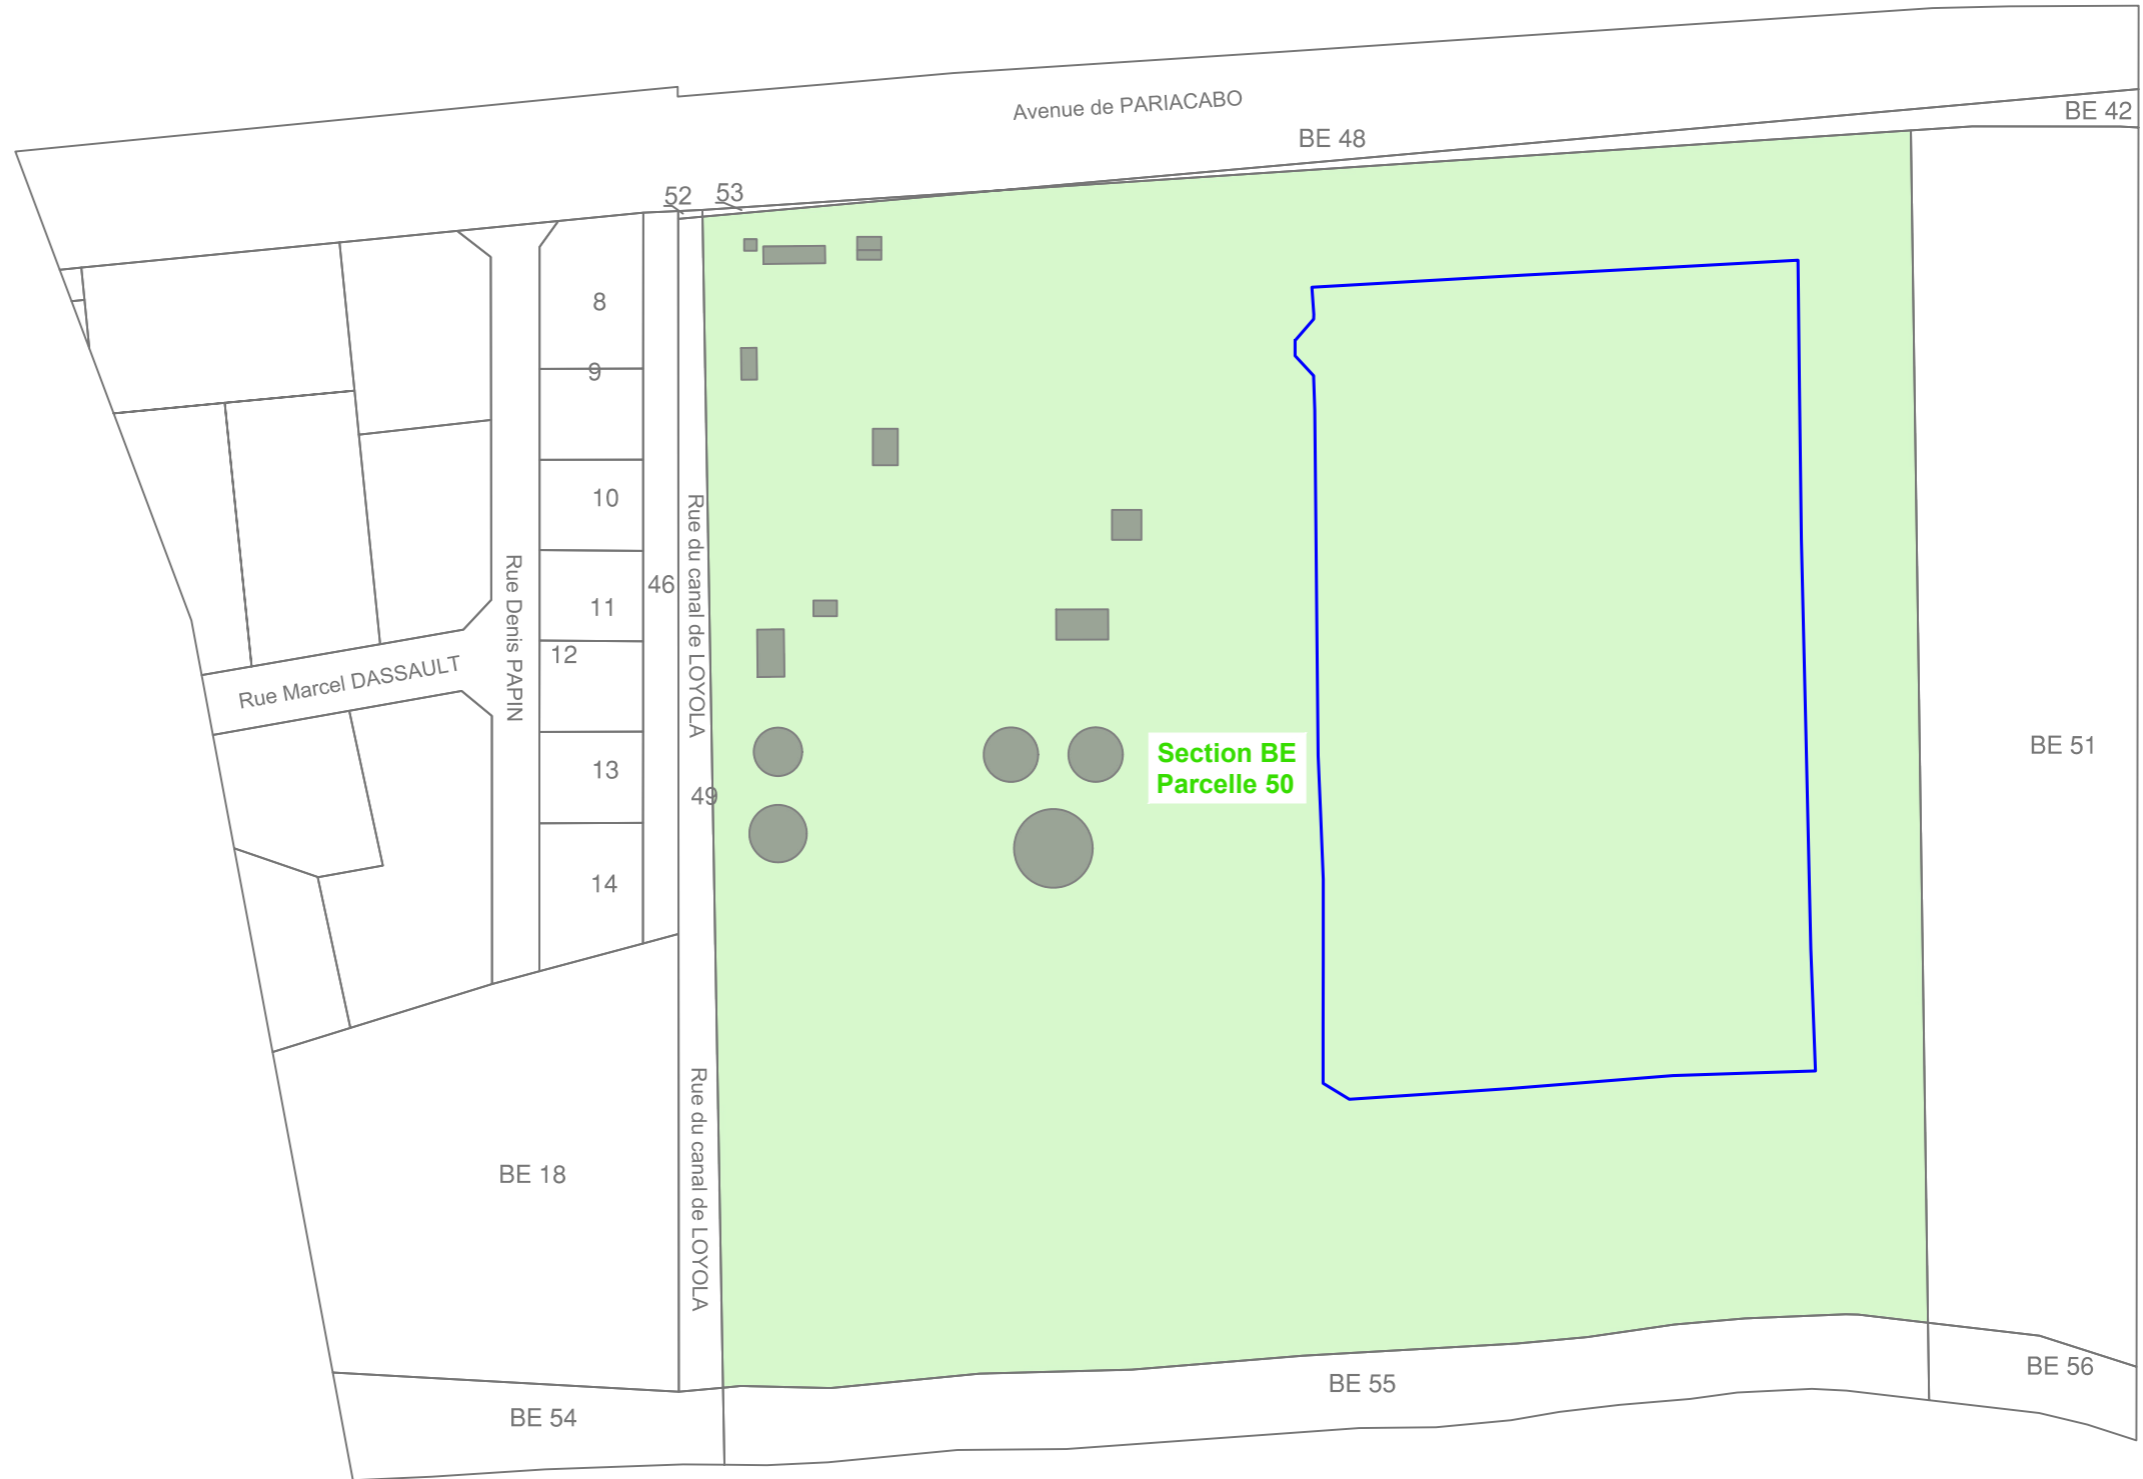 Avenue de PARIACABO
BE 42
BE 48
52
53
8
9
10
Rue du canal de LOYOLA
Rue Denis PAPIN
46
11
12
Rue Marcel DASSAULT
Section BE
Parcelle 50
BE 51
13
49
14
Rue du canal de LOYOLA
BE 18
BE 56
BE 55
BE 54